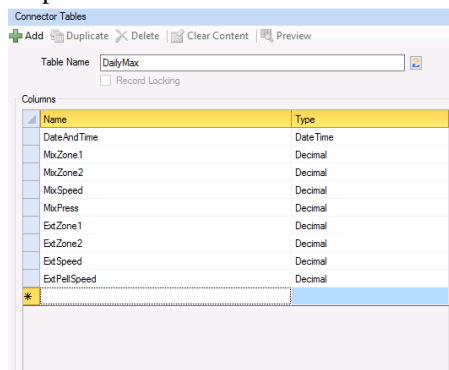 Connector Tables
Add Duplicate Delete Clear Content Preview
Table Name DailyMax
Record Locking
Columns
Name Type
DateAndTime DateTime
MixZone1 Decimal
MixZone2 Decimal
MixSpeed Decimal
MixPress Decimal
ExtZone1 Decimal
ExtZone2 Decimal
ExtSpeed Decimal
ExtPellSpeed Decimal